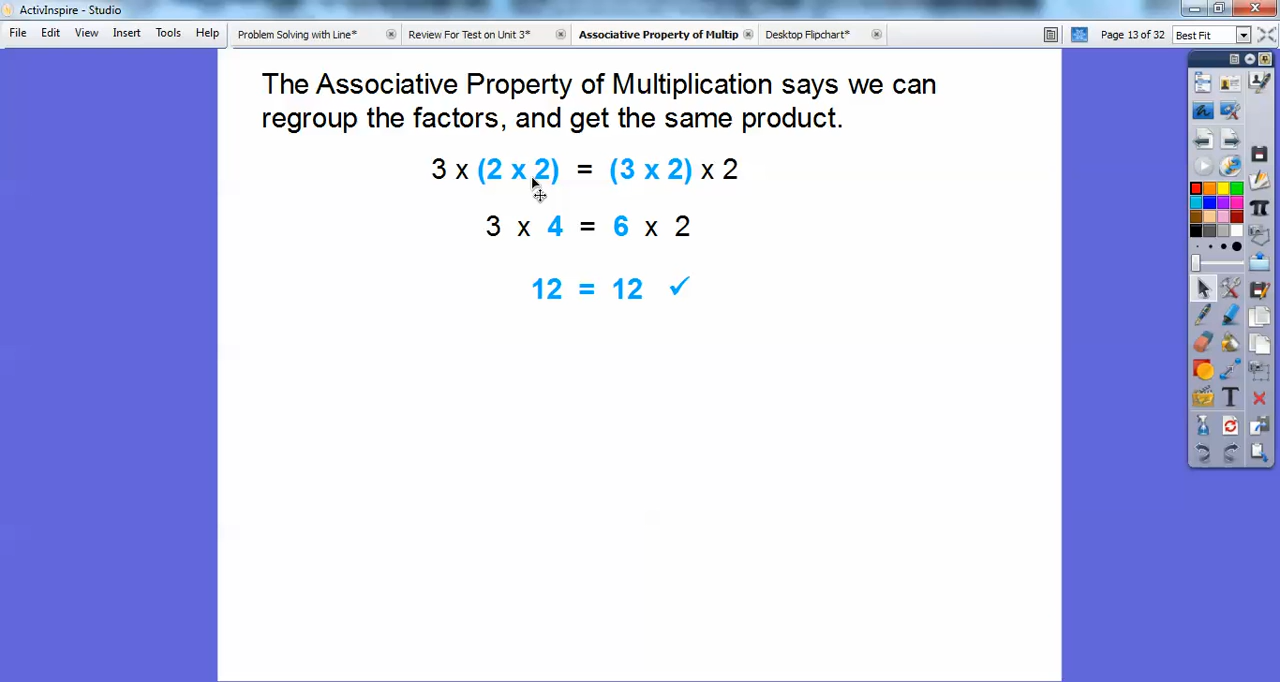 ActivInspire - Studio
File Edit View Insert Tools Help
Problem Solving with Line* Review For Test on Unit 3* Associative Property of Multip Desktop Flipchart* Page 13 of 32 Best Fit
The Associative Property of Multiplication says we can
regroup the factors, and get the same product.
3 x (2 x 2) = (3 x 2) x 2
3 x 4 = 6 x 2
12 = 12 ✓